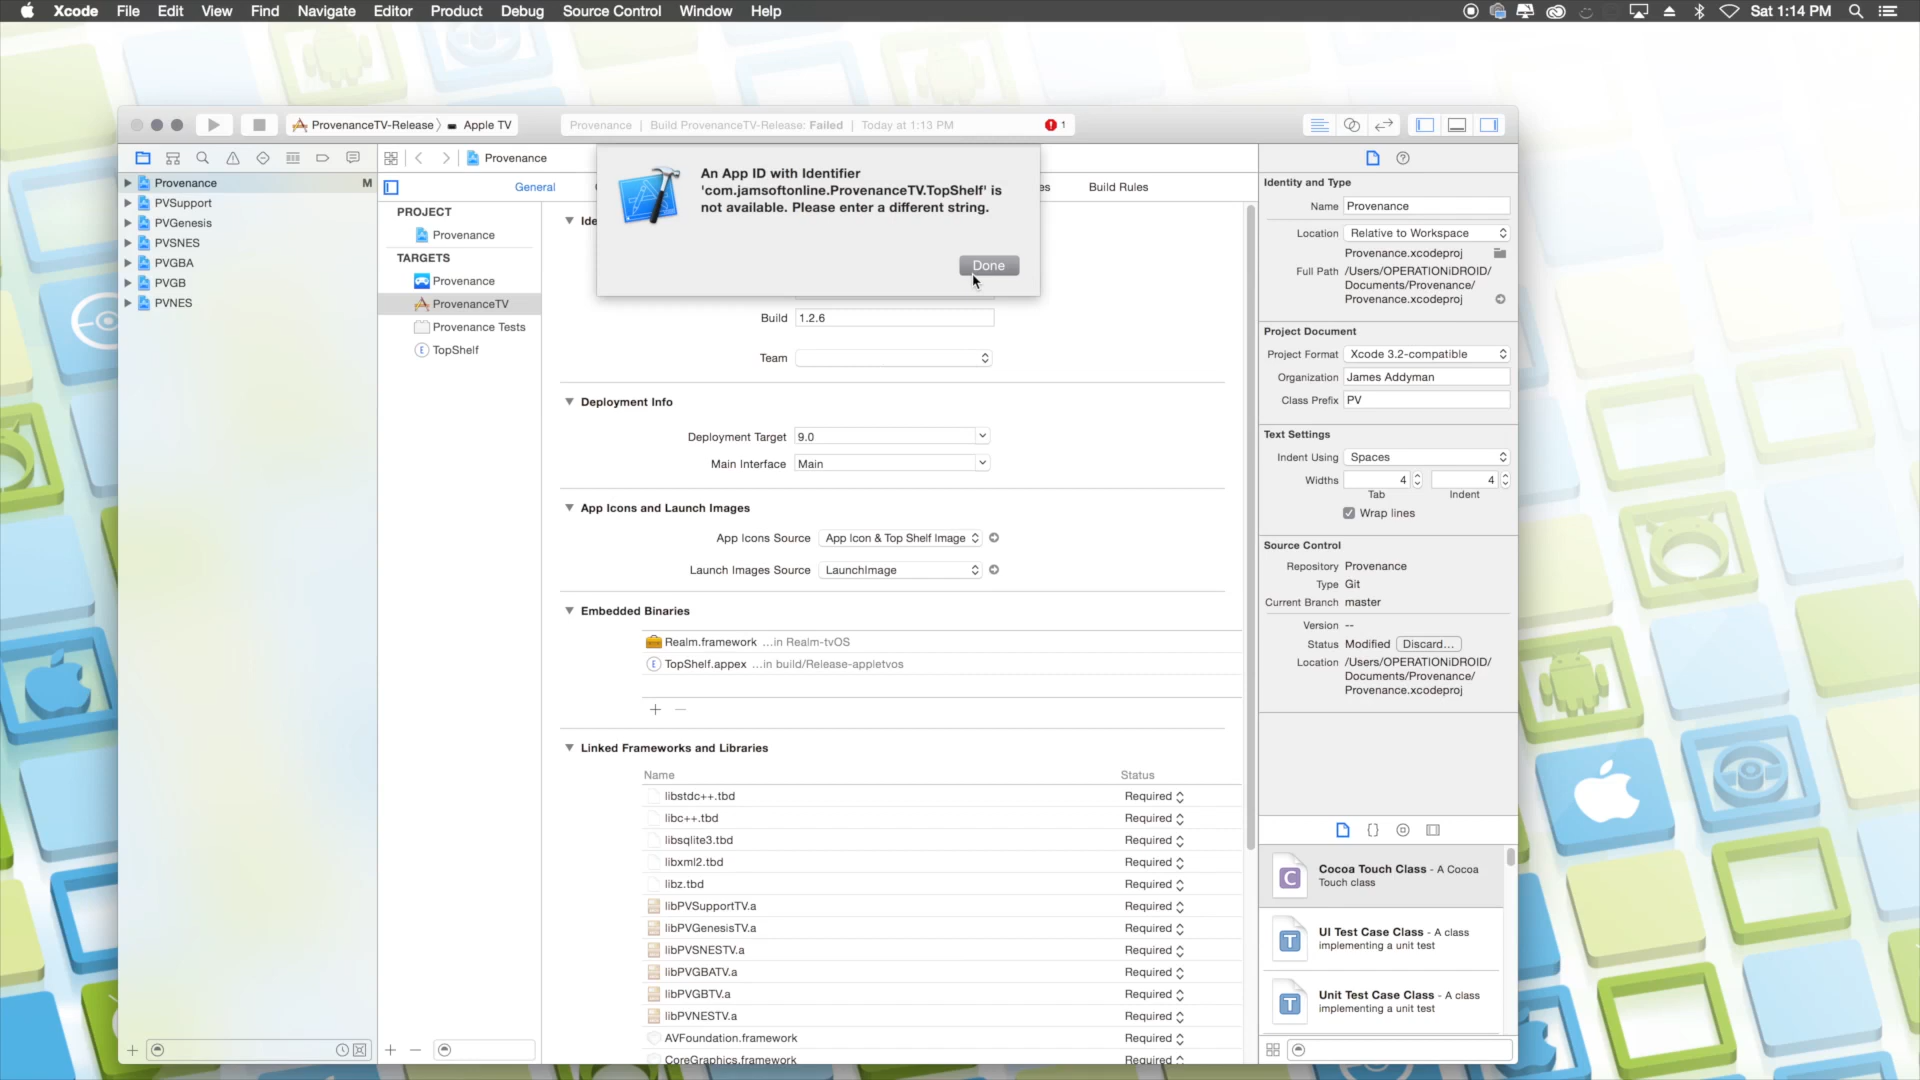 Xcode File Edit View Find Navigate Editor Product Debug Source Control Window Help
Sat 1:14 PM
ProvenanceTV-Release Apple TV
Provenance | Build ProvenanceTV-Release: Failed | Today at 1:13 PM
1
Provenance M
PVSupport
PVGenesis
PVSNES
PVGBA
PVGB
PVNES
Provenance
General
Build Rules
PROJECT
Provenance
TARGETS
Provenance
ProvenanceTV
Provenance Tests
E TopShelf
An App ID with Identifier
'com.jamsoftonline.ProvenanceTV.TopShelf' is
not available. Please enter a different string.
Done
Build 1.2.6
Team
Deployment Info
Deployment Target 9.0
Main Interface Main
App Icons and Launch Images
App Icons Source App Icon & Top Shelf Image
Launch Images Source LaunchImage
Embedded Binaries
Realm.framework ...in Realm-tvOS
E TopShelf.appex ...in build/Release-appletvos
Linked Frameworks and Libraries
Name Status
libstdc++.tbd Required
libc++.tbd Required
libsqlite3.tbd Required
libxml2.tbd Required
libz.tbd Required
libPVSupportTV.a Required
libPVGenesisTV.a Required
libPVSNESTV.a Required
libPVGBATV.a Required
libPVGBTV.a Required
libPVNESTV.a Required
AVFoundation.framework Required
CoreGraphics.framework Required
Identity and Type
Name Provenance
Location Relative to Workspace
Provenance.xcodeproj
Full Path /Users/OPERATIONiDROID/
Documents/Provenance/
Provenance.xcodeproj
Project Document
Project Format Xcode 3.2-compatible
Organization James Addyman
Class Prefix PV
Text Settings
Indent Using Spaces
Widths 4 4
Tab Indent
Wrap lines
Source Control
Repository Provenance
Type Git
Current Branch master
Version --
Status Modified Discard...
Location /Users/OPERATIONiDROID/
Documents/Provenance/
Provenance.xcodeproj
{}
C
Cocoa Touch Class - A Cocoa
Touch class
T
UI Test Case Class - A class
implementing a unit test
T
Unit Test Case Class - A class
implementing a unit test